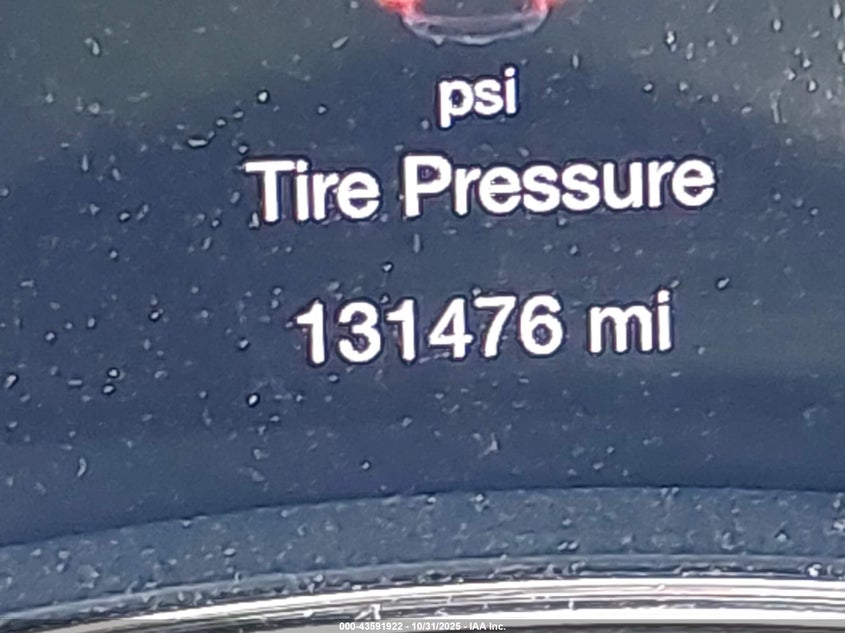 psi
Tire Pressure
131476 mi
000-43591922 - 10/31/2025 - IAA Inc.